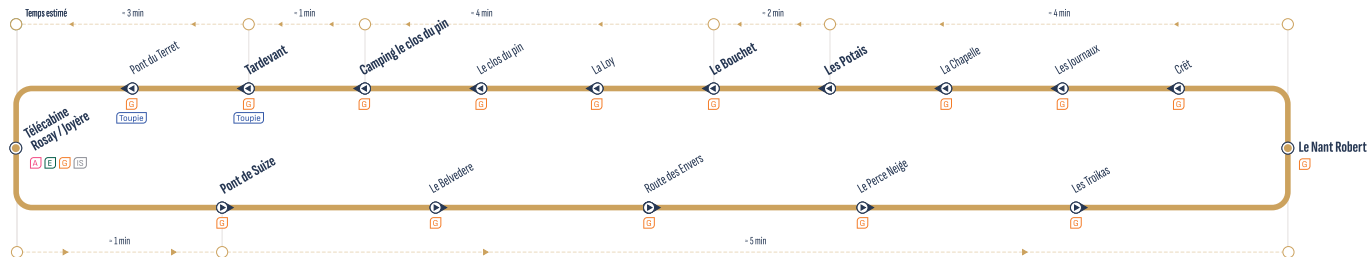 Temps estimé
~ 3 min
~ 1 min
~ 4 min
~ 2 min
~ 4 min
Pont du Terret
Tardevant
Camping le clos du pin
Le clos du pin
La Loy
Le Bouchet
Les Potais
La Chapelle
Les Journaux
Crêt
G
G
G
G
G
G
G
G
G
Toupie
Toupie
Télécabine
Rosay / Joyère
A E G IS
Le Nant Robert
G
Pont de Suize
Le Belvedere
Route des Envers
Le Perce Neige
Les Troikas
G
G
G
G
G
~ 1 min
~ 5 min